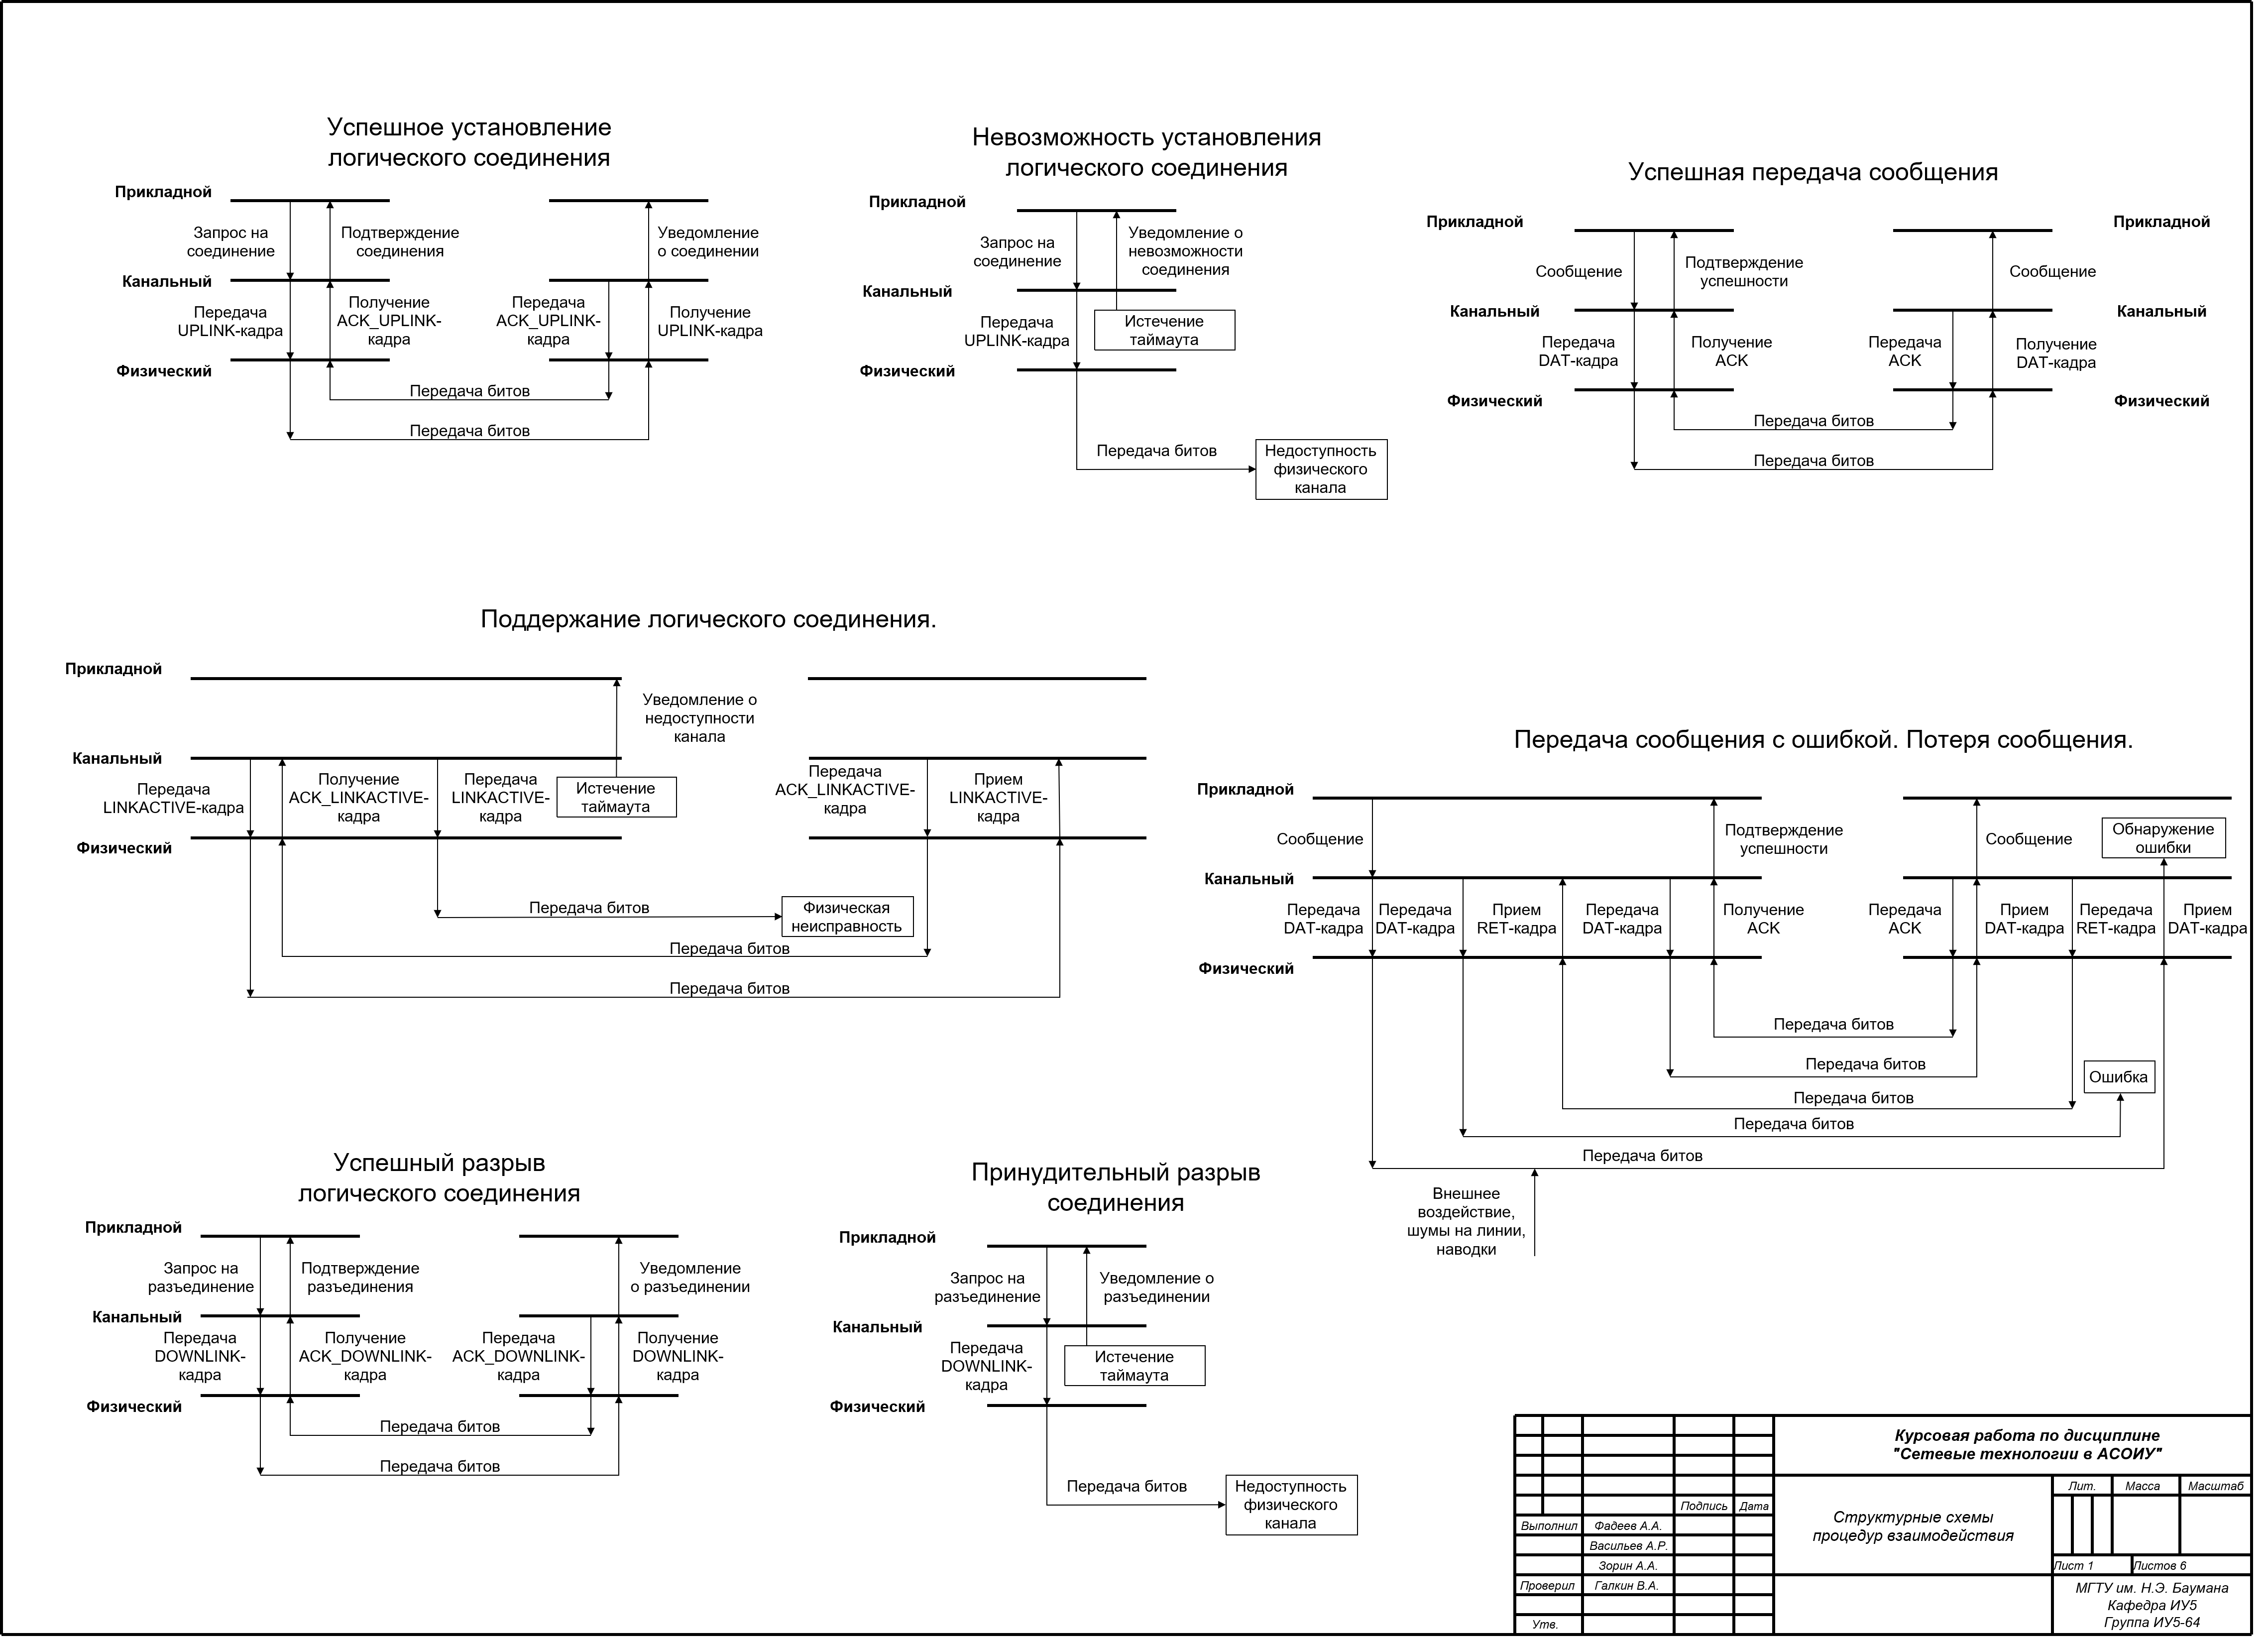 Успешное установление
логического соединения
Прикладной
Запрос на
соединение
Подтверждение
соединения
Уведомление
о соединении
Канальный
Передача
UPLINK-кадра
Получение
ACK_UPLINK-
кадра
Передача
ACK_UPLINK-
кадра
Получение
UPLINK-кадра
Физический
Передача битов
Передача битов
Невозможность установления
логического соединения
Прикладной
Запрос на
соединение
Уведомление о
невозможности
соединения
Канальный
Передача
UPLINK-кадра
Истечение
таймаута
Физический
Передача битов
Недоступность
физического
канала
Успешная передача сообщения
Прикладной
Прикладной
Сообщение
Подтверждение
успешности
Сообщение
Канальный
Канальный
Передача
DAT-кадра
Получение
ACK
Передача
ACK
Получение
DAT-кадра
Физический
Физический
Передача битов
Передача битов
Поддержание логического соединения.
Прикладной
Уведомление о
недоступности
канала
Канальный
Передача
LINKACTIVE-кадра
Получение
ACK_LINKACTIVE-
кадра
Передача
LINKACTIVE-
кадра
Истечение
таймаута
Передача
ACK_LINKACTIVE-
кадра
Прием
LINKACTIVE-
кадра
Физический
Передача битов
Физическая
неисправность
Передача битов
Передача битов
Передача сообщения с ошибкой. Потеря сообщения.
Прикладной
Сообщение
Подтверждение
успешности
Сообщение
Обнаружение
ошибки
Канальный
Передача
DAT-кадра
Передача
DAT-кадра
Прием
RET-кадра
Передача
DAT-кадра
Получение
ACK
Передача
ACK
Прием
DAT-кадра
Передача
RET-кадра
Прием
DAT-кадра
Физический
Передача битов
Передача битов
Ошибка
Передача битов
Передача битов
Передача битов
Внешнее
воздействие,
шумы на линии,
наводки
Успешный разрыв
логического соединения
Прикладной
Запрос на
разъединение
Подтверждение
разъединения
Уведомление
о разъединении
Канальный
Передача
DOWNLINK-
кадра
Получение
ACK_DOWNLINK-
кадра
Передача
ACK_DOWNLINK-
кадра
Получение
DOWNLINK-
кадра
Физический
Передача битов
Передача битов
Принудительный разрыв
соединения
Прикладной
Запрос на
разъединение
Уведомление о
разъединении
Канальный
Передача
DOWNLINK-
кадра
Истечение
таймаута
Физический
Передача битов
Недоступность
физического
канала
Курсовая работа по дисциплине
"Сетевые технологии в АСОИУ"
Лит. Масса Масштаб
Подпись Дата
Структурные схемы
процедур взаимодействия
Выполнил Фадеев А.А.
Васильев А.Р.
Зорин А.А.
Лист 1 Листов 6
Проверил Галкин В.А.
Утв.
МГТУ им. Н.Э. Баумана
Кафедра ИУ5
Группа ИУ5-64